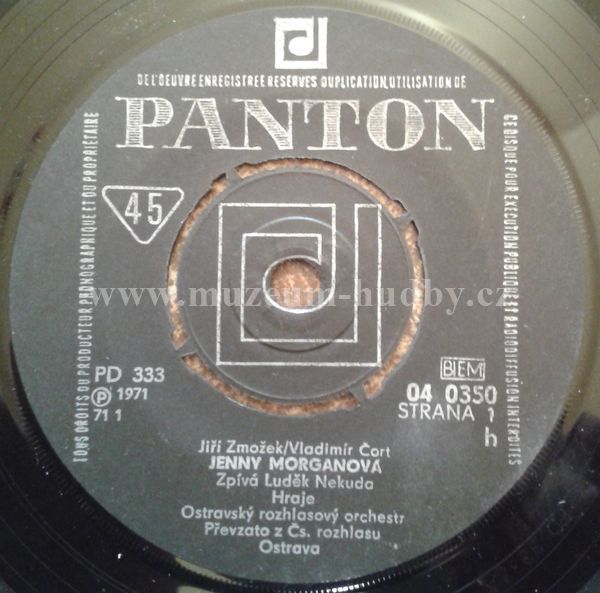 DE L'OEUVRE ENREGISTREE RESERVES DUPLICATION, UTILISATION DE
PANTON
TOUS DROITS DU PRODUCTEUR PHONOGRAPHIQUE ET DU PROPRIÉTAIRE
CE DISQUE POUR EXECUTION PUBLIQUE ET RADIODIFFUSION INTERDITES
45
www.muzeum-hudby.cz
PD 333
Ⓟ 1971
71 1
BIEM
04 0350
STRANA 1
h
Jiří Zmožek/Vladimír Čort
JENNY MORGANOVÁ
Zpívá Luděk Nekuda
Hraje
Ostravský rozhlasový orchestr
Převzato z Čs. rozhlasu
Ostrava